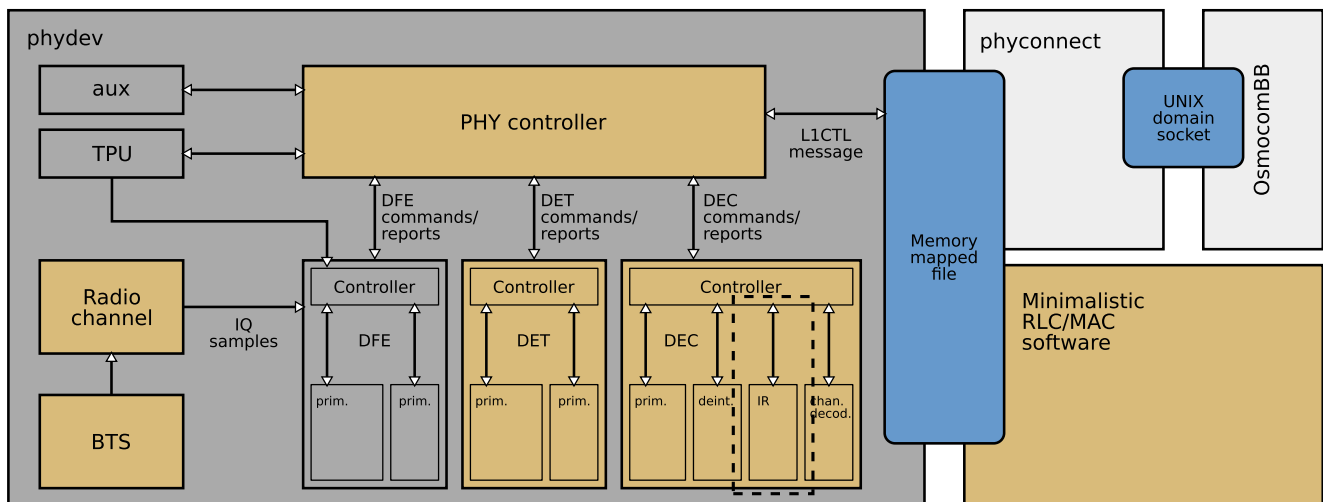 phydev
phyconnect
OsmocomBB
aux
TPU
PHY controller
UNIX
domain
socket
L1CTL
message
DFE
commands/
reports
DET
commands/
reports
DEC
commands/
reports
Memory
mapped
file
Radio
channel
IQ
samples
BTS
Controller
DFE
prim.
prim.
Controller
DET
prim.
prim.
Controller
DEC
prim.
deint.
IR
chan.
decod.
Minimalistic
RLC/MAC
software